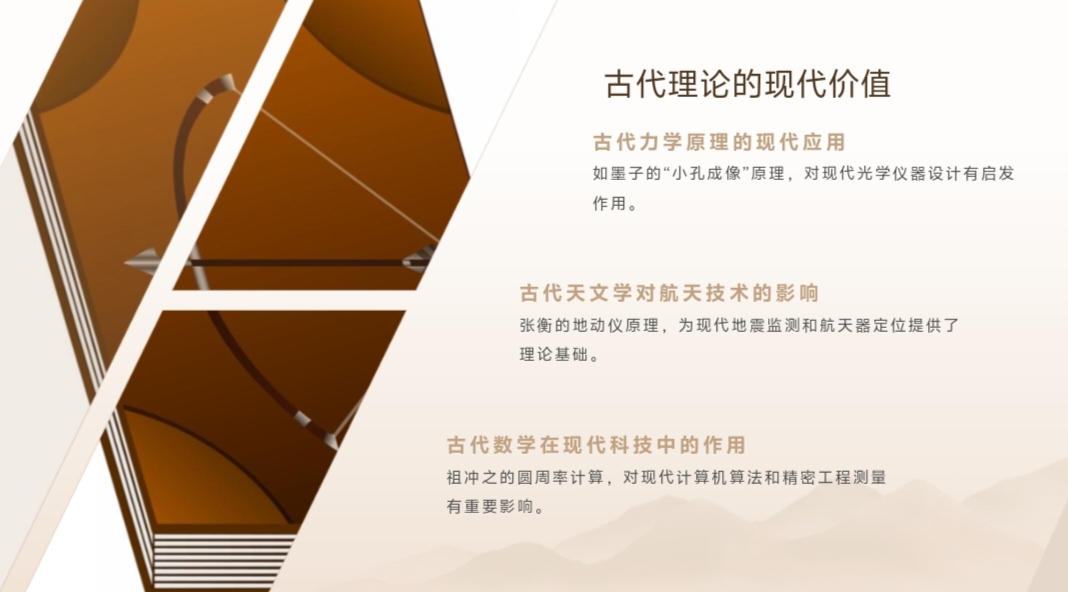 古代理论的现代价值
古代力学原理的现代应用
如墨子的“小孔成像”原理，对现代光学仪器设计有启发
作用。
古代天文学对航天技术的影响
张衡的地动仪原理，为现代地震监测和航天器定位提供了
理论基础。
古代数学在现代科技中的作用
祖冲之的圆周率计算，对现代计算机算法和精密工程测量
有重要影响。